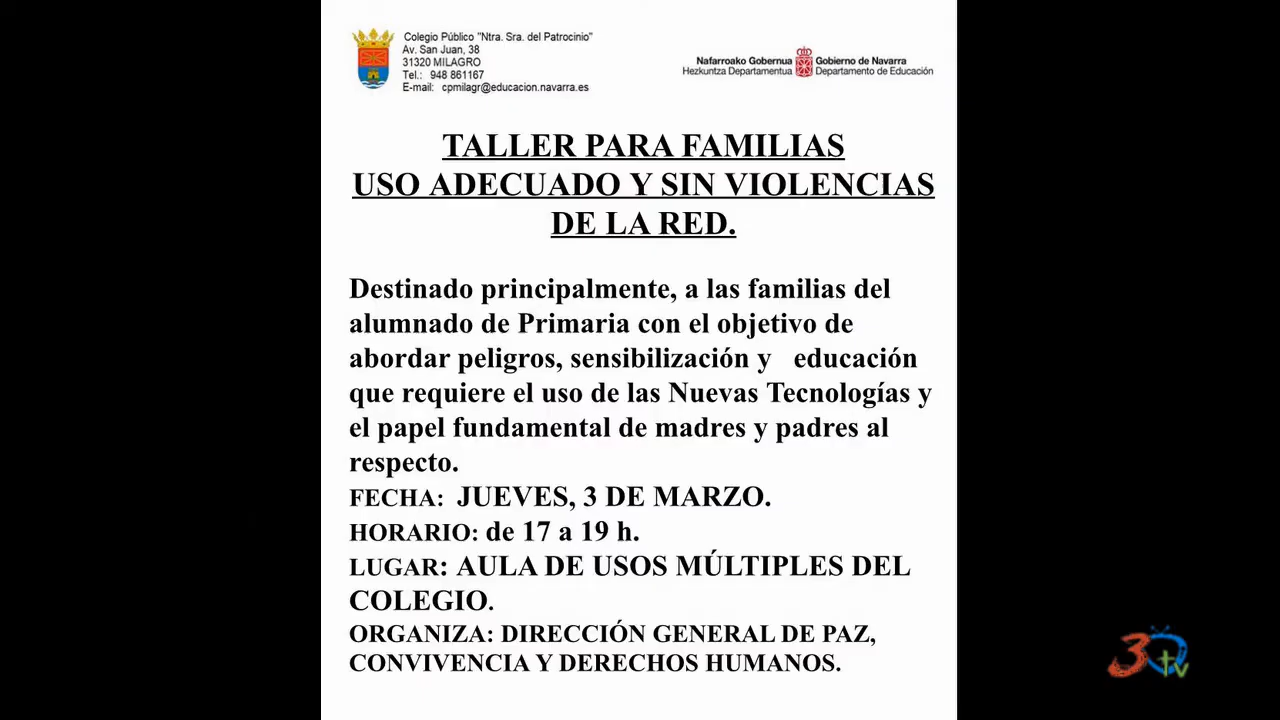 Colegio Público "Ntra. Sra. del Patrocinio"
Av. San Juan, 38
31320 MILAGRO
Tel.: 948 861167
E-mail: cpmilagr@educacion.navarra.es
Nafarroako Gobernua Gobierno de Navarra
Hezkuntza Departamentua Departamento de Educación
TALLER PARA FAMILIAS
USO ADECUADO Y SIN VIOLENCIAS
DE LA RED.
Destinado principalmente, a las familias del
alumnado de Primaria con el objetivo de
abordar peligros, sensibilización y educación
que requiere el uso de las Nuevas Tecnologías y
el papel fundamental de madres y padres al
respecto.
FECHA: JUEVES, 3 DE MARZO.
HORARIO: de 17 a 19 h.
LUGAR: AULA DE USOS MÚLTIPLES DEL
COLEGIO.
ORGANIZA: DIRECCIÓN GENERAL DE PAZ,
CONVIVENCIA Y DERECHOS HUMANOS.
tv